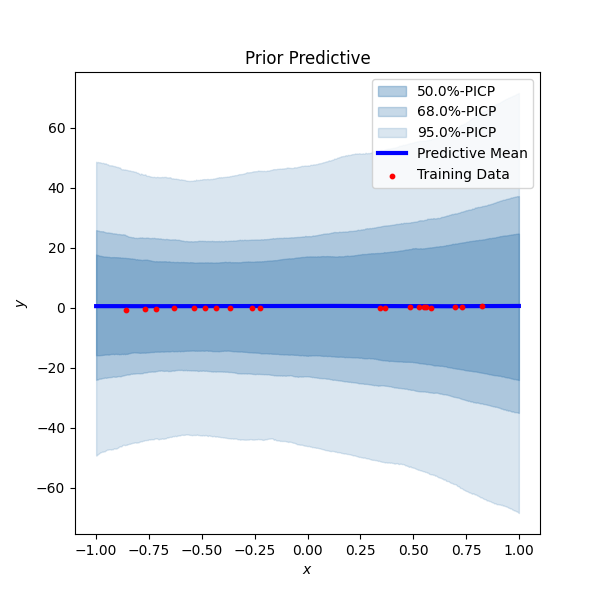 Prior Predictive
50.0%-PICP
68.0%-PICP
95.0%-PICP
Predictive Mean
Training Data
60
40
20
0
−20
−40
−60
y
−1.00 −0.75 −0.50 −0.25 0.00 0.25 0.50 0.75 1.00
x